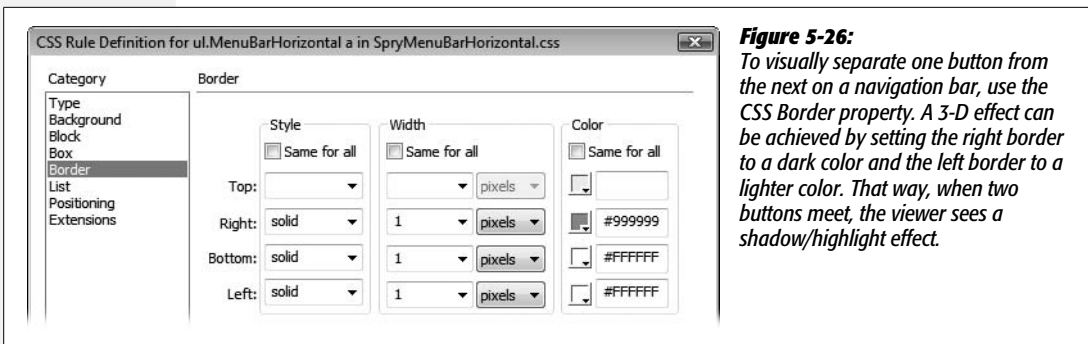 CSS Rule Definition for ul.MenuBarHorizontal a in SpryMenuBarHorizontal.css
Category
Border
Type
Background
Block
Box
Border
List
Positioning
Extensions
Style
Width
Color
Same for all
Same for all
Same for all
Top:
pixels
Right: solid 1 pixels #999999
Bottom: solid 1 pixels #FFFFFF
Left: solid 1 pixels #FFFFFF
Figure 5-26:
To visually separate one button from
the next on a navigation bar, use the
CSS Border property. A 3-D effect can
be achieved by setting the right border
to a dark color and the left border to a
lighter color. That way, when two
buttons meet, the viewer sees a
shadow/highlight effect.